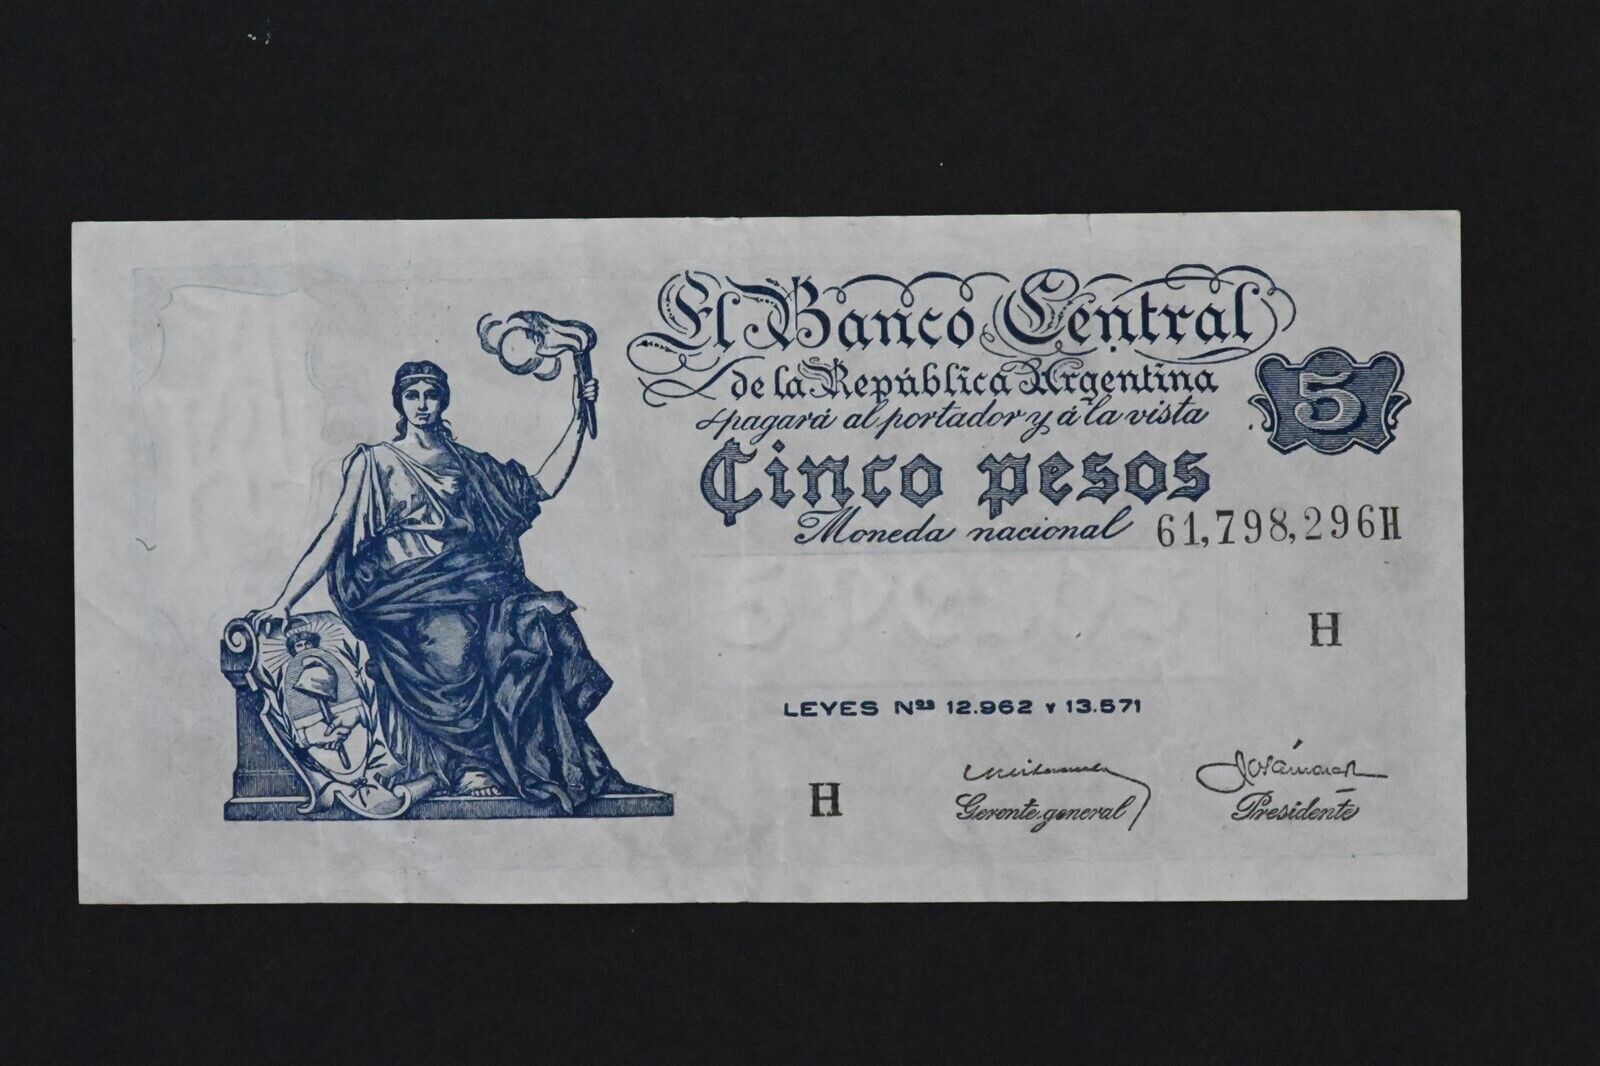 El Banco Central
de la República Argentina
pagará al portador y á la vista
5
Cinco pesos
Moneda nacional
61,798,296H
H
LEYES Nos 12.962 Y 13.571
H
Gerente general
Presidente